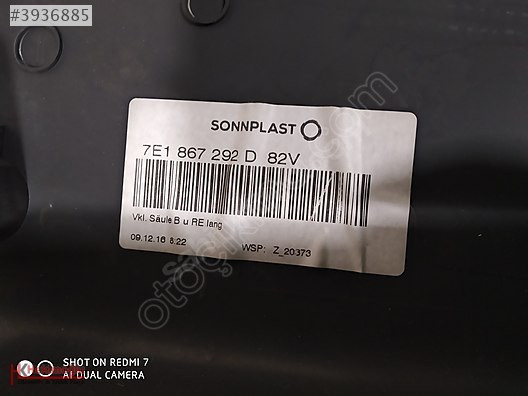 #3936885
SONNPLAST
7E1 867 292 D 82V
Vkl. Säule B u RE lang
09.12.16 8:22 WSP: Z_20373
SHOT ON REDMI 7
AI DUAL CAMERA